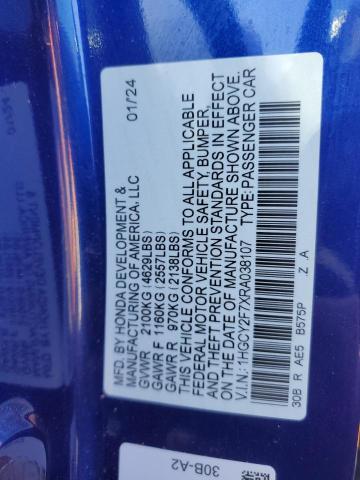 MFD. BY HONDA DEVELOPMENT &
MANUFACTURING OF AMERICA, LLC 01/'24
GVWR 2100KG (4629LBS)
GAWR F 1160KG (2557LBS)
GAWR R 970KG (2138LBS)
THIS VEHICLE CONFORMS TO ALL APPLICABLE
FEDERAL MOTOR VEHICLE SAFETY, BUMPER,
AND THEFT PREVENTION STANDARDS IN EFFECT
ON THE DATE OF MANUFACTURE SHOWN ABOVE.
V.I.N.: 1HGCY2F7XRA038107 TYPE: PASSENGER CAR
30B R AE5 B575P
.Z .A
30B-A2